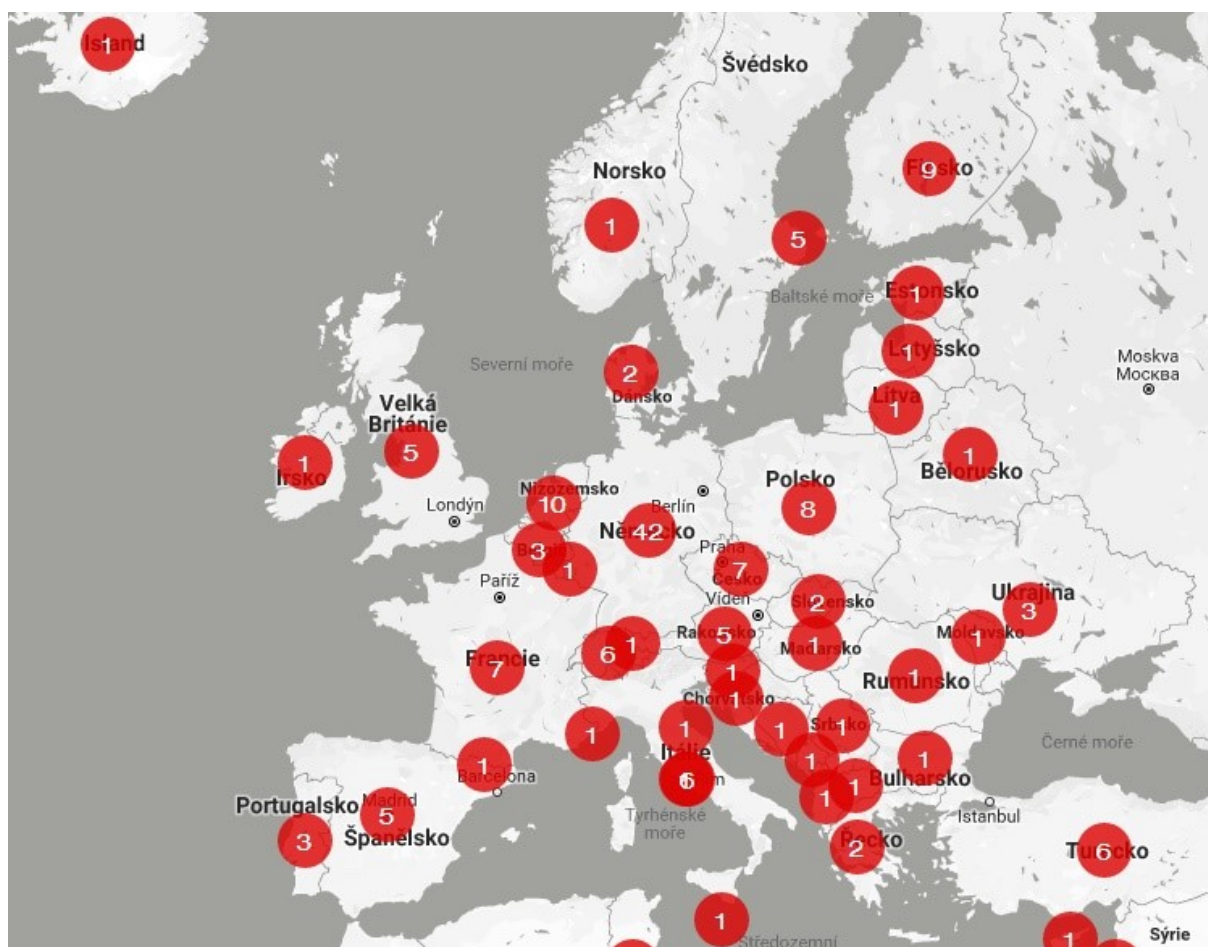 Island
1
Švédsko
Norsko
9
Finsko
1
5
Estonsko
1
Baltské moře
Lotyšsko
1
Severní moře
2
Dánsko
Moskva
Москва
Litva
1
Velká
Británie
5
1
Irsko
1
Bělorusko
Polsko
8
Nizozemsko
10
Berlín
Londýn
Německo
42
3
Belgie
1
Praha
7
Česko
Paříž
Vídeň
Slovensko
2
Ukrajina
3
Rakousko
5
Maďarsko
1
Moldavsko
1
6
1
Francie
7
1
Rumunsko
1
Chorvatsko
1
1
1
Srbsko
1
1
Itálie
1
Černé moře
1
Barcelona
6
1
1
1
Bulharsko
1
Portugalsko
Madrid
5
Španělsko
3
Tyrhénské
moře
Istanbul
Řecko
2
Turecko
6
1
Středozemní
1
Sýrie